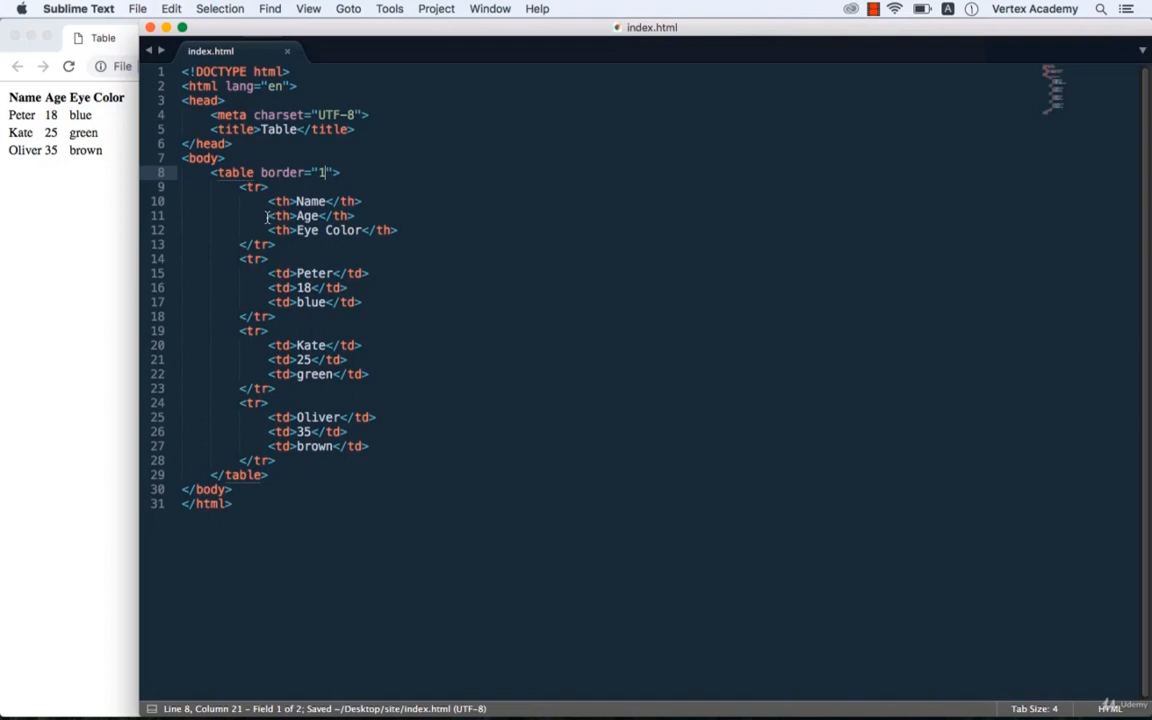 Sublime Text File Edit Selection Find View Goto Tools Project Window Help Vertex Academy
index.html
Table
index.html
File
Name Age Eye Color
Peter 18 blue
Kate 25 green
Oliver 35 brown
1 <!DOCTYPE html>
2 <html lang="en">
3 <head>
4 <meta charset="UTF-8">
5 <title>Table</title>
6 </head>
7 <body>
8 <table border="1">
9 <tr>
10 <th>Name</th>
11 <th>Age</th>
12 <th>Eye Color</th>
13 </tr>
14 <tr>
15 <td>Peter</td>
16 <td>18</td>
17 <td>blue</td>
18 </tr>
19 <tr>
20 <td>Kate</td>
21 <td>25</td>
22 <td>green</td>
23 </tr>
24 <tr>
25 <td>Oliver</td>
26 <td>35</td>
27 <td>brown</td>
28 </tr>
29 </table>
30 </body>
31 </html>
Line 8, Column 21 - Field 1 of 2; Saved ~/Desktop/site/index.html (UTF-8) Tab Size: 4 HTML
Udemy